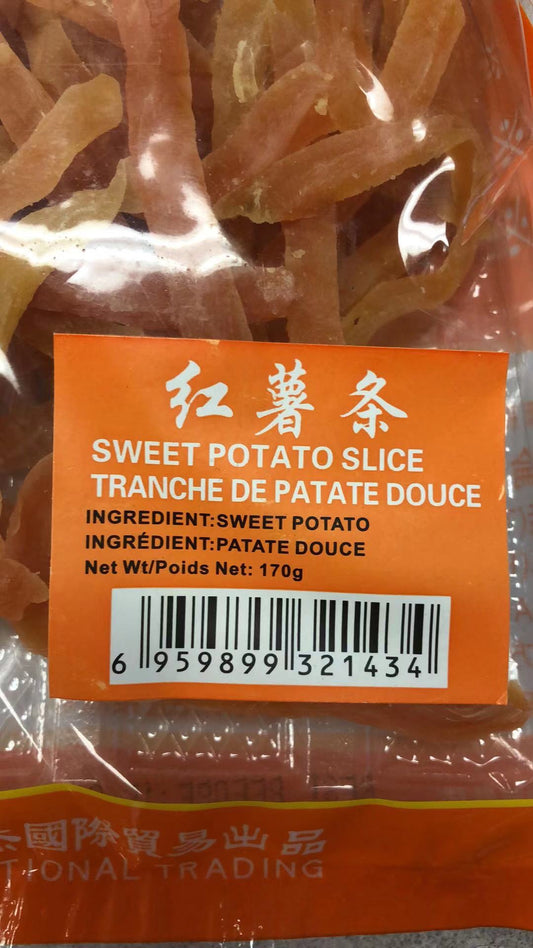 红薯条
SWEET POTATO SLICE
TRANCHE DE PATATE DOUCE
INGREDIENT:SWEET POTATO
INGRÉDIENT:PATATE DOUCE
Net Wt/Poids Net: 170g
6 959899 321434
國際貿易出品
TIONAL TRADING